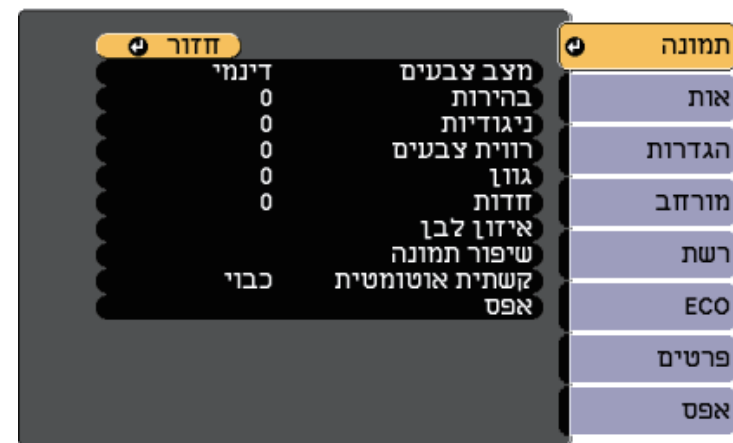 תמונה
אות
הגדרות
מורחב
רשת
ECO
פרטים
אפס
חזור
מצב צבעים דינמי
בהירות 0
ניגודיות 0
רווית צבעים 0
גוון 0
חדות 0
איזון לבן
שיפור תמונה
קשתית אוטומטית כבוי
אפס